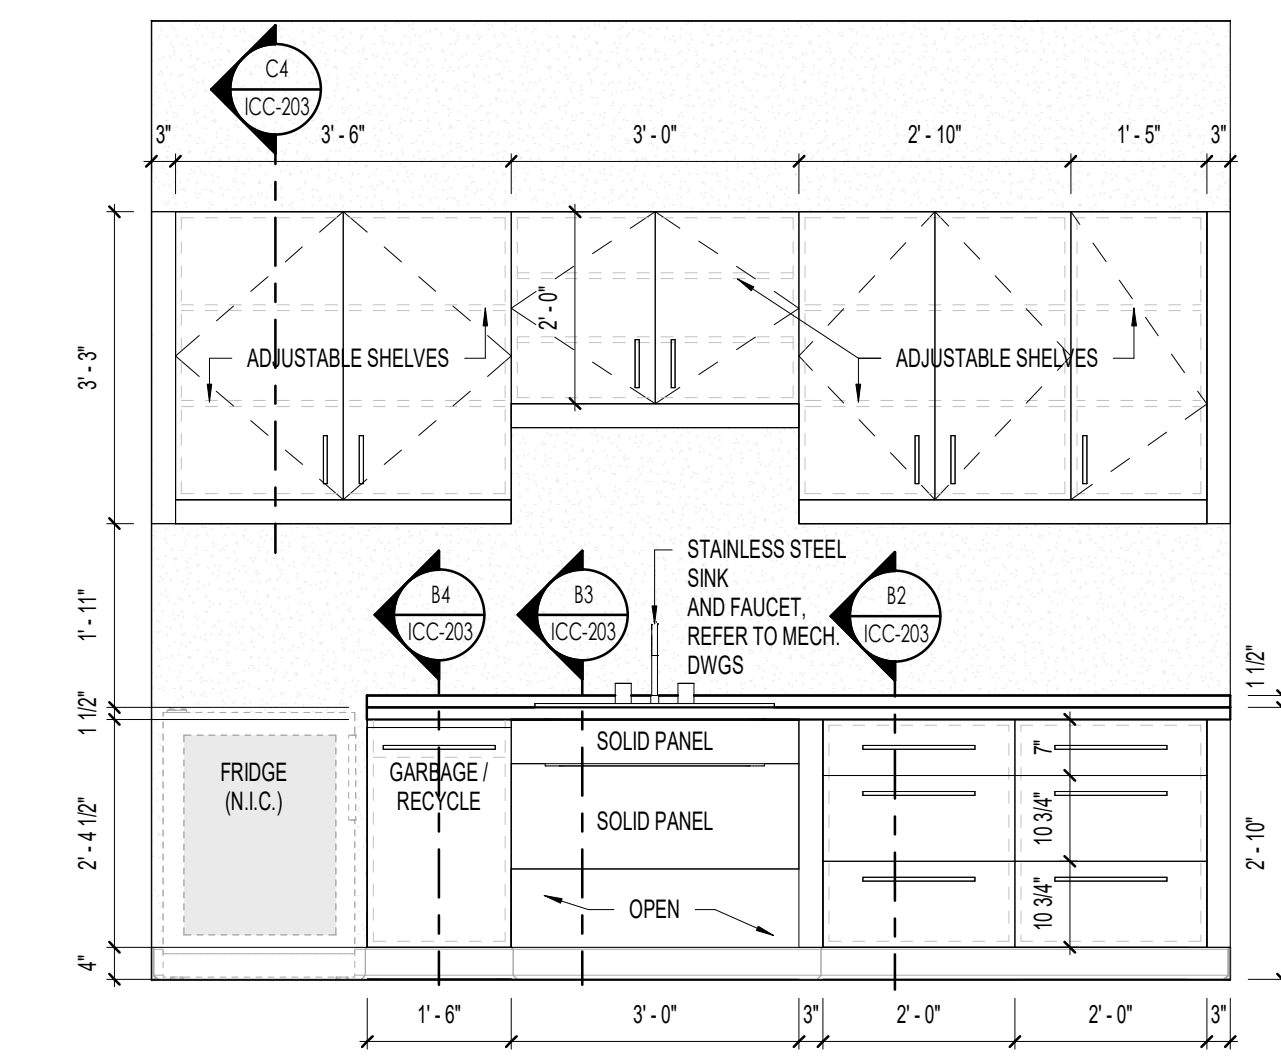 C4
ICC-203
3"
3' - 6"
3' - 0"
2' - 10"
1' - 5"
3"
2' - 0"
3' - 3"
ADJUSTABLE SHELVES
ADJUSTABLE SHELVES
STAINLESS STEEL
SINK
AND FAUCET,
REFER TO MECH.
DWGS
B4
ICC-203
B3
ICC-203
B2
ICC-203
1' - 11"
1 1/2"
1 1/2"
SOLID PANEL
7"
FRIDGE
(N.I.C.)
GARBAGE /
RECYCLE
SOLID PANEL
10 3/4"
2' - 4 1/2"
2' - 10"
OPEN
10 3/4"
4"
1' - 6"
3' - 0"
3"
2' - 0"
2' - 0"
3"